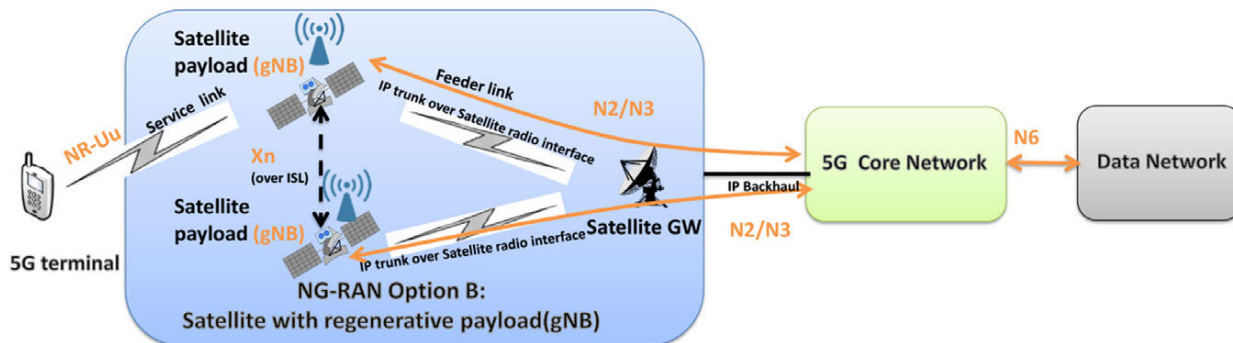 Satellite
payload (gNB)
Feeder link
N2/N3
IP trunk over Satellite radio interface
Service link
NR-Uu
Xn
(over ISL)
N6
5G Core Network
Data Network
IP Backhaul
Satellite
payload (gNB)
Satellite GW
N2/N3
IP trunk over Satellite radio interface
5G terminal
NG-RAN Option B:
Satellite with regenerative payload(gNB)